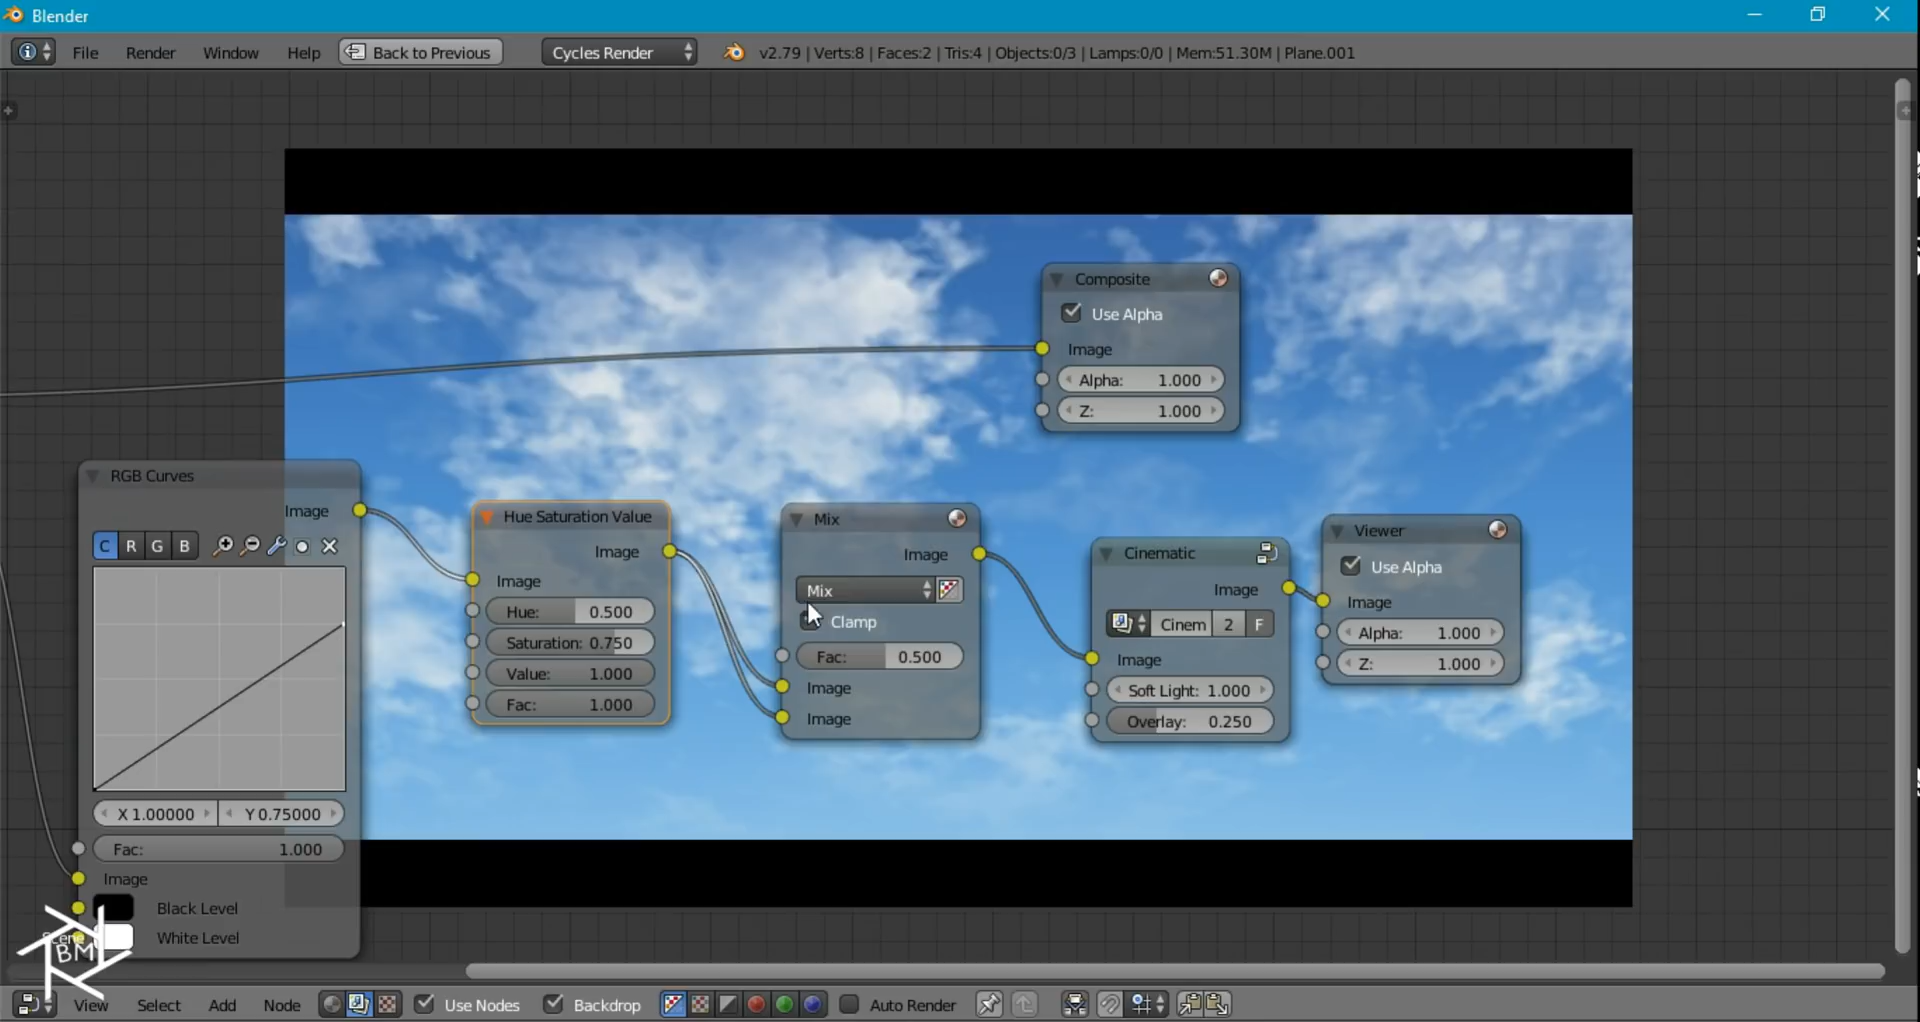 Blender
File Render Window Help Back to Previous Cycles Render v2.79 | Verts:8 | Faces:2 | Tris:4 | Objects:0/3 | Lamps:0/0 | Mem:51.30M | Plane.001
Composite
Use Alpha
Image
Alpha: 1.000
Z: 1.000
RGB Curves
Image
C R G B
X 1.00000 Y 0.75000
Fac: 1.000
Image
Black Level
White Level
Hue Saturation Value
Image
Image
Hue: 0.500
Saturation: 0.750
Value: 1.000
Fac: 1.000
Mix
Image
Mix
Clamp
Fac: 0.500
Image
Image
Cinematic
Image
Cinem 2 F
Image
Soft Light: 1.000
Overlay: 0.250
Viewer
Use Alpha
Image
Alpha: 1.000
Z: 1.000
Scene
BM
View Select Add Node Use Nodes Backdrop Auto Render